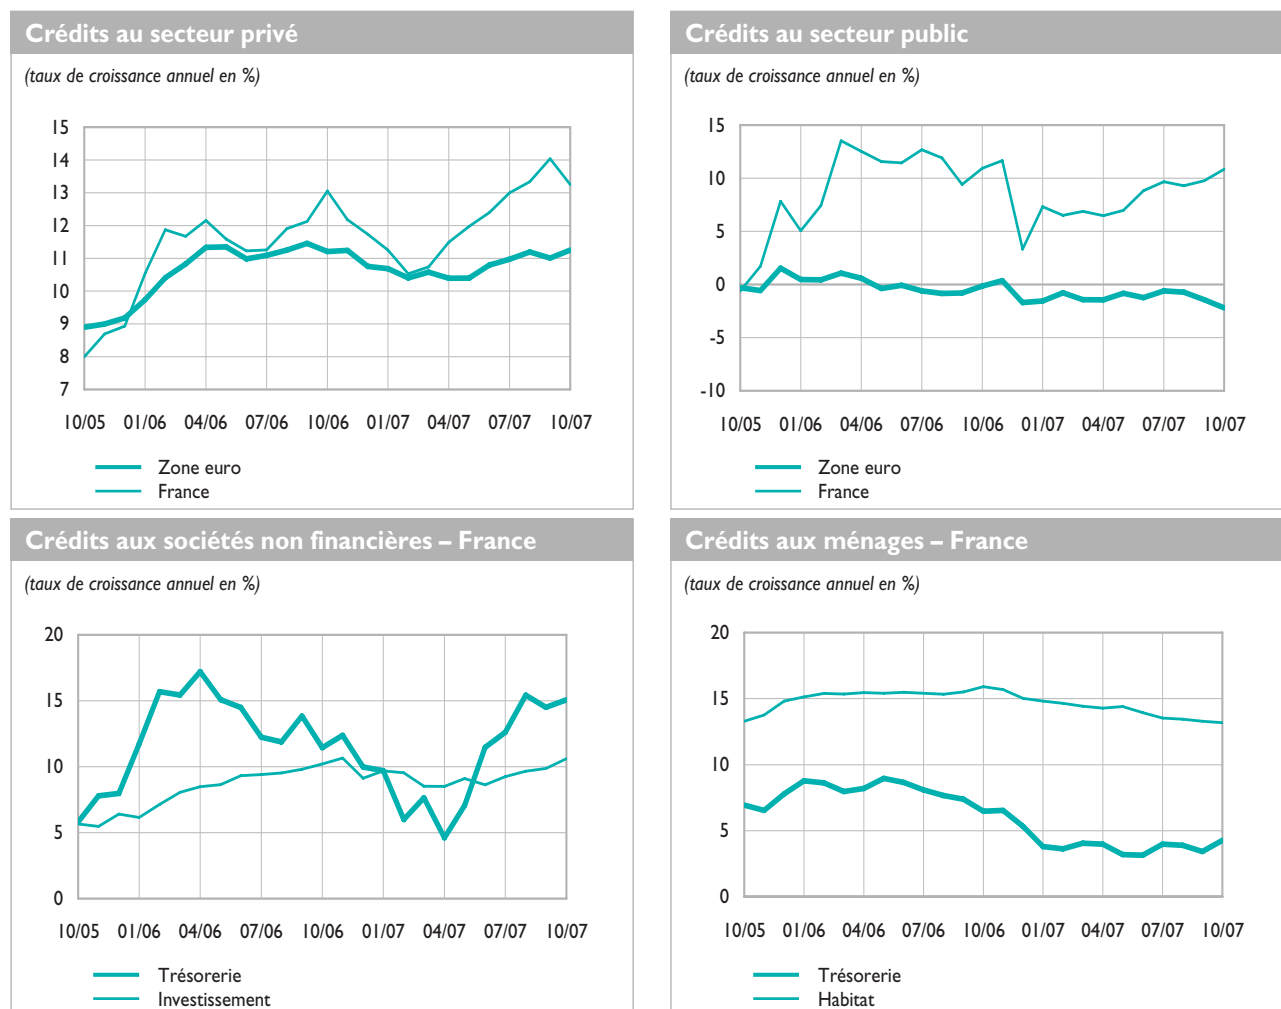 Crédits au secteur privé
(taux de croissance annuel en %)
15
14
13
12
11
10
9
8
7
10/05 01/06 04/06 07/06 10/06 01/07 04/07 07/07 10/07
Zone euro
France
Crédits au secteur public
(taux de croissance annuel en %)
15
10
5
0
-5
-10
10/05 01/06 04/06 07/06 10/06 01/07 04/07 07/07 10/07
Zone euro
France
Crédits aux sociétés non financières – France
(taux de croissance annuel en %)
20
15
10
5
0
10/05 01/06 04/06 07/06 10/06 01/07 04/07 07/07 10/07
Trésorerie
Investissement
Crédits aux ménages – France
(taux de croissance annuel en %)
20
15
10
5
0
10/05 01/06 04/06 07/06 10/06 01/07 04/07 07/07 10/07
Trésorerie
Habitat